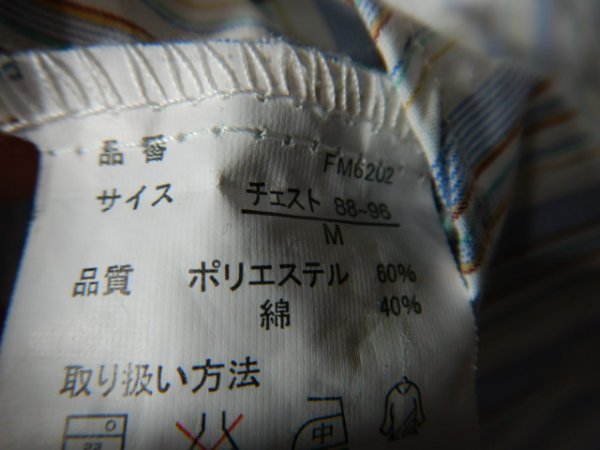 品番 FM6202
サイズ チェスト 88~96
M
品質 ポリエステル 60%
綿 40%
取り扱い方法
中